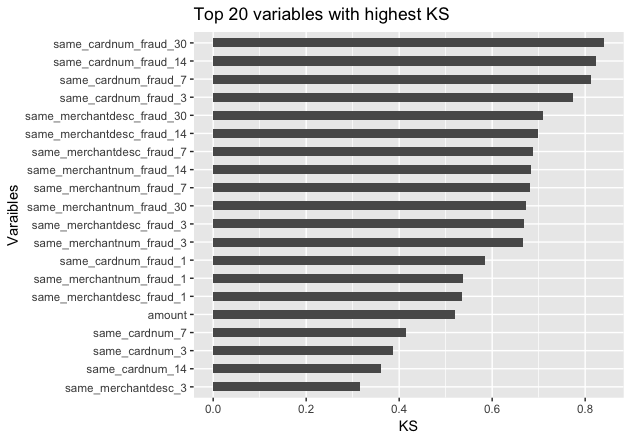 Top 20 variables with highest KS
same_cardnum_fraud_30
same_cardnum_fraud_14
same_cardnum_fraud_7
same_cardnum_fraud_3
same_merchantdesc_fraud_30
same_merchantdesc_fraud_14
same_merchantdesc_fraud_7
same_merchantnum_fraud_14
same_merchantnum_fraud_7
same_merchantnum_fraud_30
same_merchantdesc_fraud_3
same_merchantnum_fraud_3
same_cardnum_fraud_1
same_merchantnum_fraud_1
same_merchantdesc_fraud_1
amount
same_cardnum_7
same_cardnum_3
same_cardnum_14
same_merchantdesc_3
Varaibles
0.0 0.2 0.4 0.6 0.8
KS